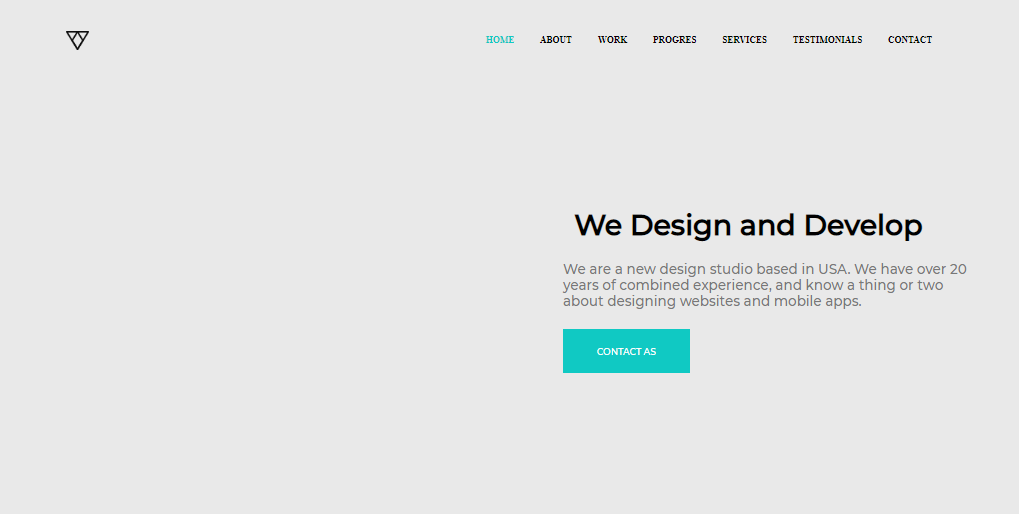 HOME ABOUT WORK PROGRES SERVICES TESTIMONIALS CONTACT
We Design and Develop
We are a new design studio based in USA. We have over 20
years of combined experience, and know a thing or two
about designing websites and mobile apps.
CONTACT AS